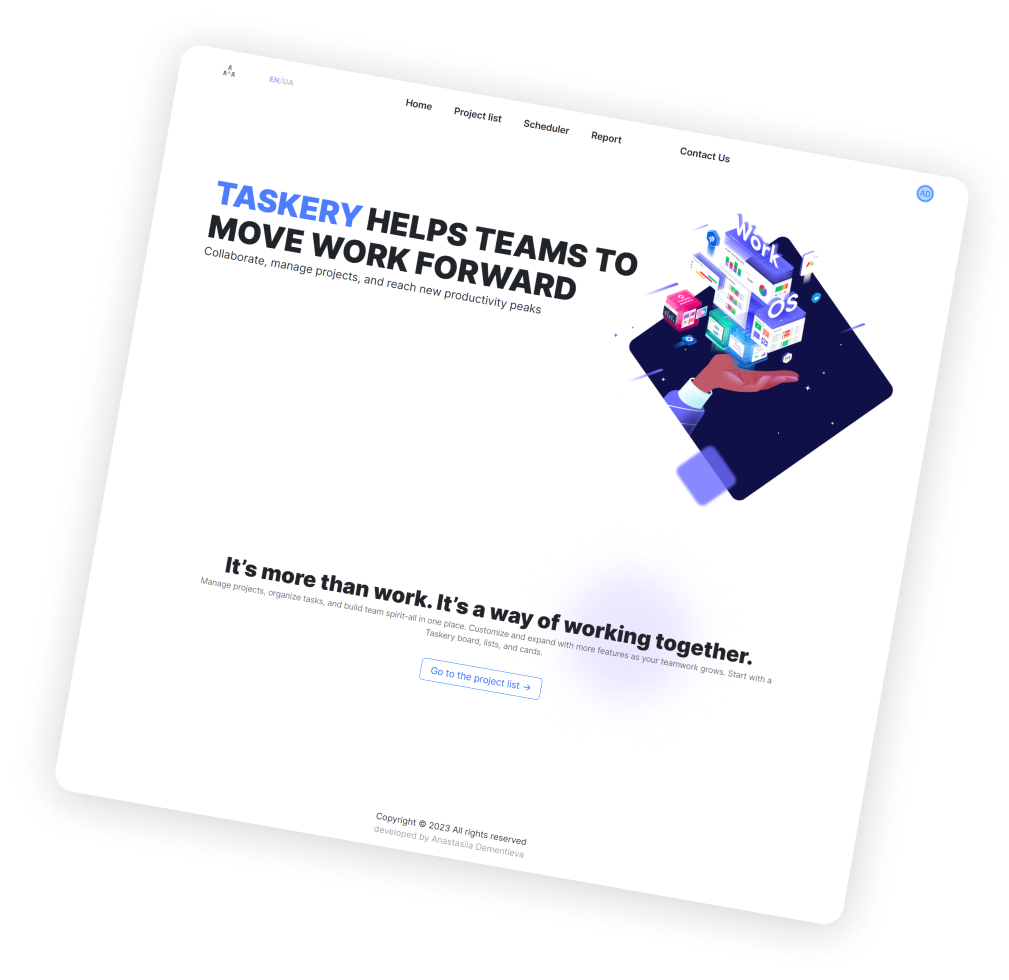 EN/UA
Home Project list Scheduler Report Contact Us
AD
TASKERY HELPS TEAMS TO
MOVE WORK FORWARD
Collaborate, manage projects, and reach new productivity peaks
Work
OS
It's more than work. It's a way of working together.
Manage projects, organize tasks, and build team spirit-all in one place. Customize and expand with more features as your teamwork grows. Start with a
Taskery board, lists, and cards.
Go to the project list →
Copyright © 2023 All rights reserved
developed by Anastasiia Dementieva